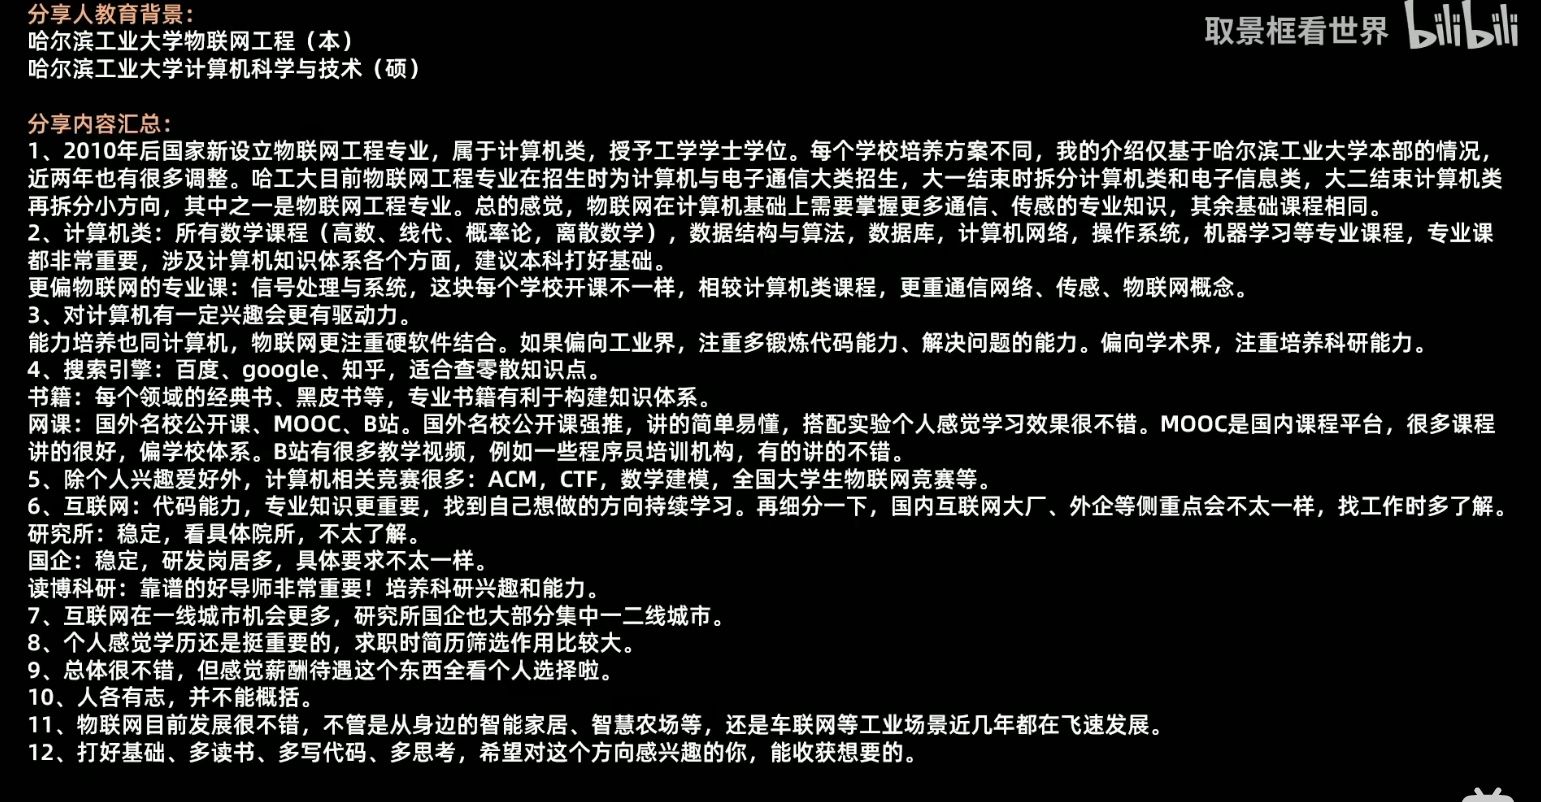 分享人教育背景：
取景框看世界 bilibili
哈尔滨工业大学物联网工程（本）
哈尔滨工业大学计算机科学与技术（硕）
分享内容汇总：
1、2010年后国家新设立物联网工程专业，属于计算机类，授予工学学士学位。每个学校培养方案不同，我的介绍仅基于哈尔滨工业大学本部的情况，
近两年也有很多调整。哈工大目前物联网工程专业在招生时为计算机与电子通信大类招生，大一结束时拆分计算机类和电子信息类，大二结束计算机类
再拆分小方向，其中之一是物联网工程专业。总的感觉，物联网在计算机基础上需要掌握更多通信、传感的专业知识，其余基础课程相同。
2、计算机类：所有数学课程（高数、线代、概率论，离散数学），数据结构与算法，数据库，计算机网络，操作系统，机器学习等专业课程，专业课
都非常重要，涉及计算机知识体系各个方面，建议本科打好基础。
更偏物联网的专业课：信号处理与系统，这块每个学校开课不一样，相较计算机类课程，更重通信网络、传感、物联网概念。
3、对计算机有一定兴趣会更有驱动力。
能力培养也同计算机，物联网更注重硬软件结合。如果偏向工业界，注重多锻炼代码能力、解决问题的能力。偏向学术界，注重培养科研能力。
4、搜索引擎：百度、google、知乎，适合查零散知识点。
书籍：每个领域的经典书、黑皮书等，专业书籍有利于构建知识体系。
网课：国外名校公开课、MOOC、B站。国外名校公开课强推，讲的简单易懂，搭配实验个人感觉学习效果很不错。MOOC是国内课程平台，很多课程
讲的很好，偏学校体系。B站有很多教学视频，例如一些程序员培训机构，有的讲的不错。
5、除个人兴趣爱好外，计算机相关竞赛很多：ACM，CTF，数学建模，全国大学生物联网竞赛等。
6、互联网：代码能力，专业知识更重要，找到自己想做的方向持续学习。再细分一下，国内互联网大厂、外企等侧重点会不太一样，找工作时多了解。
研究所：稳定，看具体院所，不太了解。
国企：稳定，研发岗居多，具体要求不太一样。
读博科研：靠谱的好导师非常重要！培养科研兴趣和能力。
7、互联网在一线城市机会更多，研究所国企也大部分集中一二线城市。
8、个人感觉学历还是挺重要的，求职时简历筛选作用比较大。
9、总体很不错，但感觉薪酬待遇这个东西全看个人选择啦。
10、人各有志，并不能概括。
11、物联网目前发展很不错，不管是从身边的智能家居、智慧农场等，还是车联网等工业场景近几年都在飞速发展。
12、打好基础、多读书、多写代码、多思考，希望对这个方向感兴趣的你，能收获想要的。